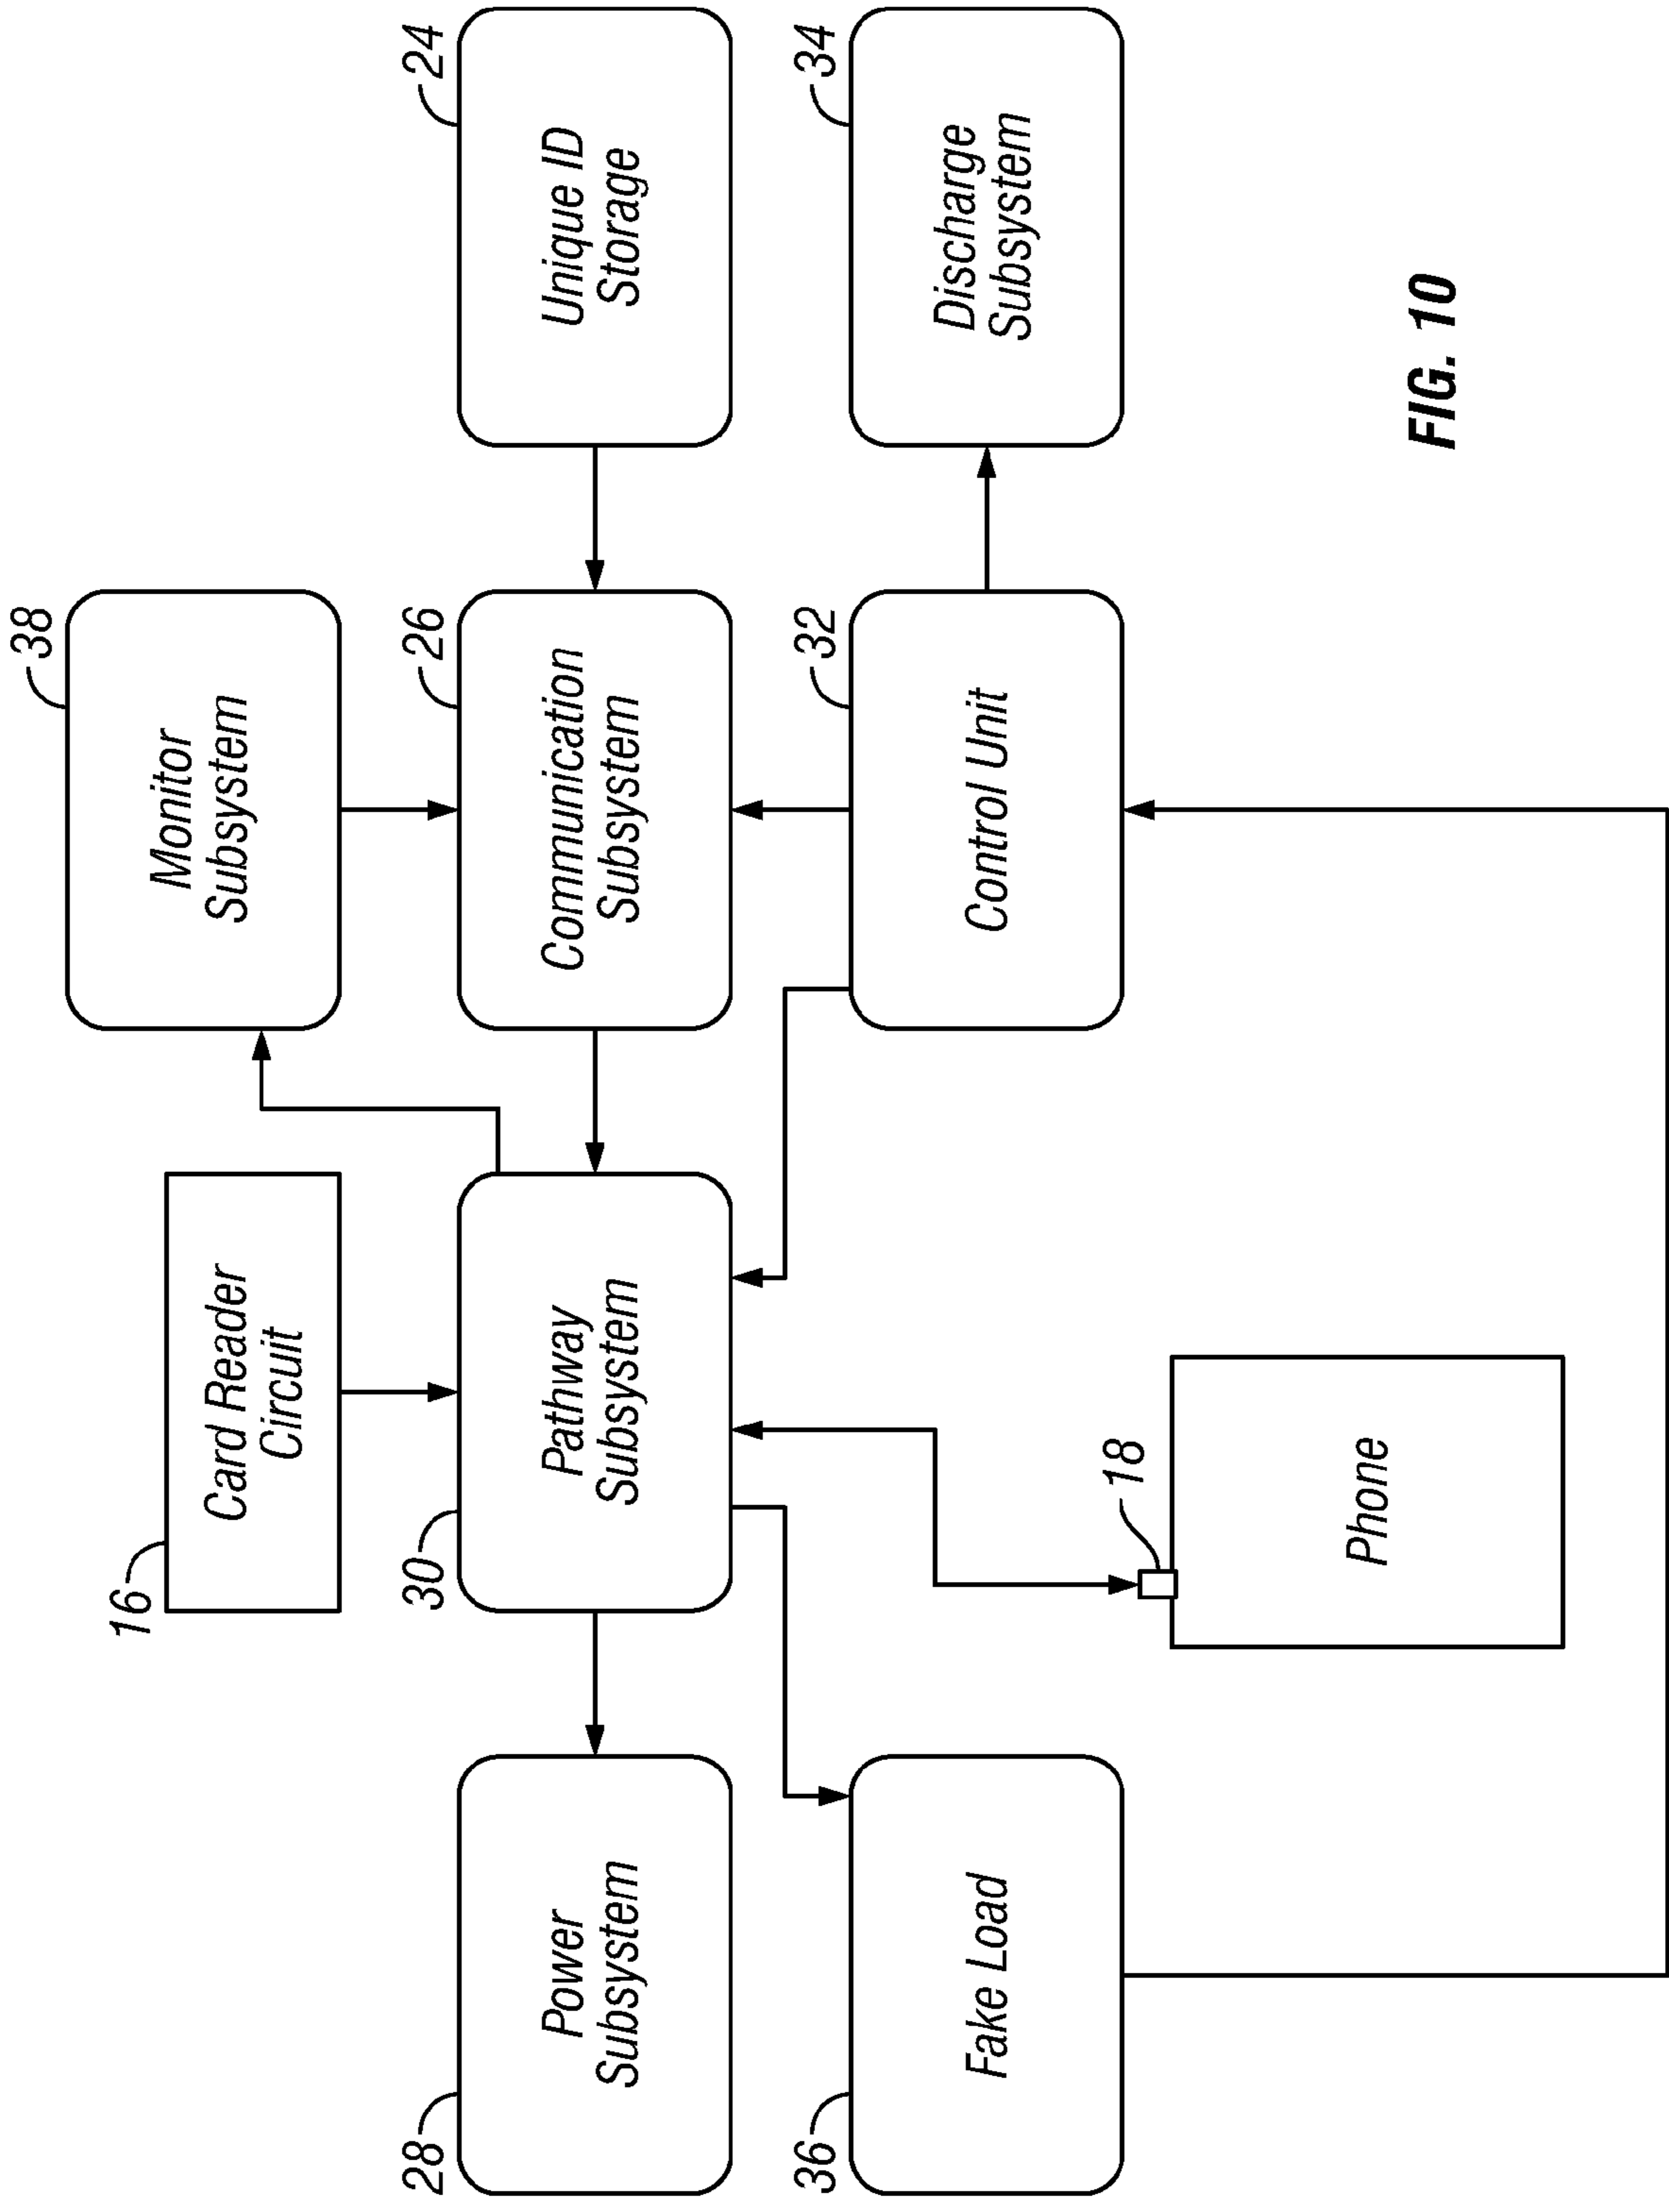 16
Card Reader
Circuit
38
Monitor
Subsystem
28
Power
Subsystem
30
Pathway
Subsystem
26
Communication
Subsystem
24
Unique ID
Storage
36
Fake Load
32
Control Unit
34
Discharge
Subsystem
18
Phone
FIG. 10